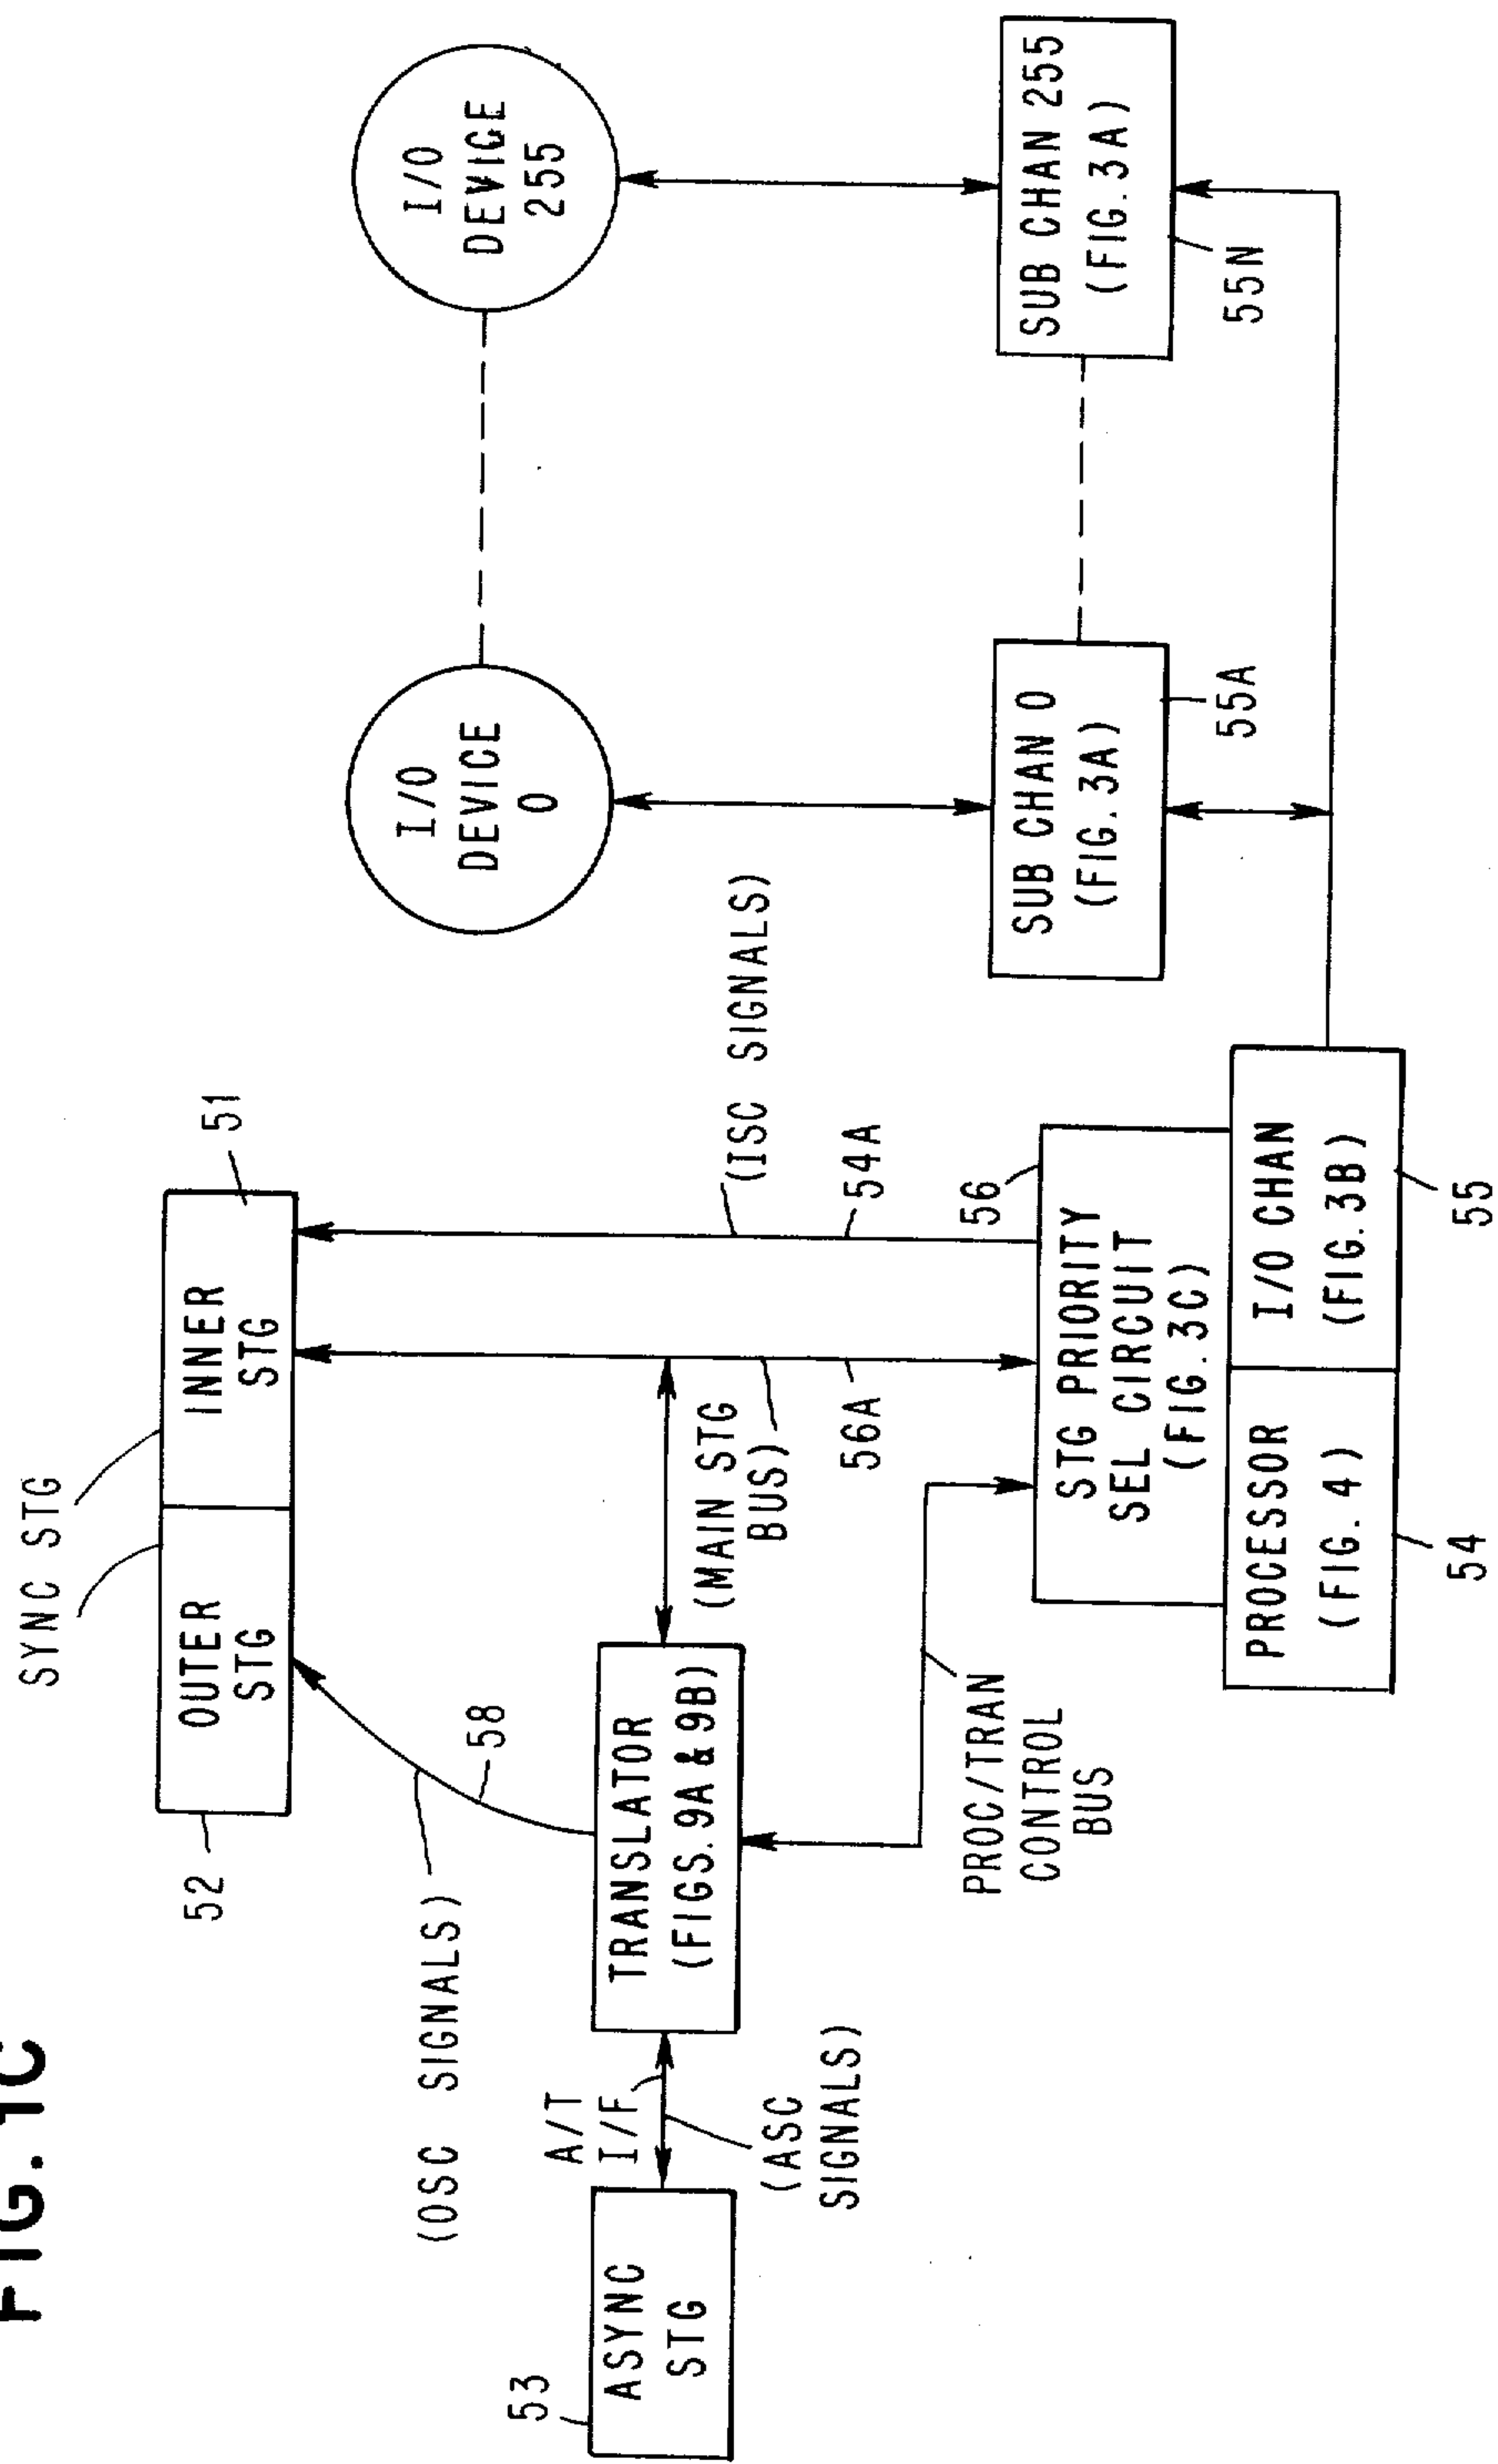 FIG. 1C
SYNC STG
52
OUTER
STG
INNER
STG
51
(OSC SIGNALS)
58
53
ASYNC
STG
A/T
I/F
(ASC
SIGNALS)
TRANSLATOR
(FIGS. 9A & 9B)
(MAIN STG
BUS)
56A
54A
(ISC SIGNALS)
PROC/TRAN
CONTROL
BUS
56
STG PRIORITY
SEL CIRCUIT
(FIG. 3C)
PROCESSOR
(FIG. 4)
54
I/O CHAN
(FIG. 3B)
55
I/O
DEVICE
0
I/O
DEVICE
255
SUB CHAN 0
(FIG. 3A)
55A
SUB CHAN 255
(FIG. 3A)
55N